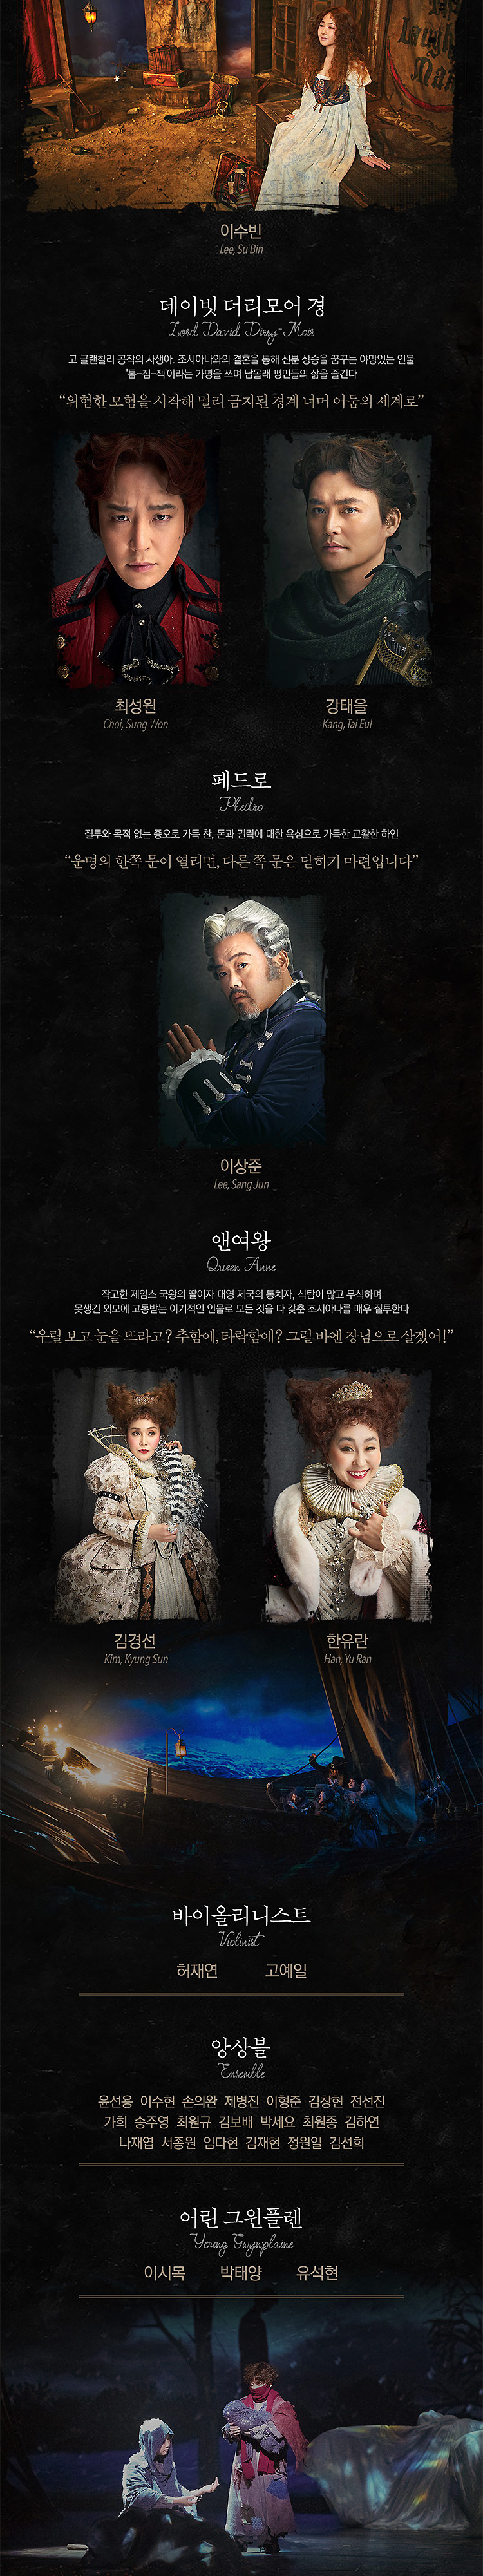 The
Laugh
Man
이수빈
Lee, Su Bin
데이빗 더리모어 경
Lord David Dirry-Moir
고 클랜찰리 공작의 사생아. 조시아나와의 결혼을 통해 신분 상승을 꿈꾸는 야망있는 인물
'톰-짐-잭'이라는 가명을 쓰며 남몰래 평민들의 삶을 즐긴다
“위험한 모험을 시작해 멀리 금지된 경계 너머 어둠의 세계로”
최성원 강태을
Choi, Sung Won Kang, Tai Eul
페드로
Phedro
질투와 목적 없는 증오로 가득 찬, 돈과 권력에 대한 욕심으로 가득한 교활한 하인
“운명의 한쪽 문이 열리면, 다른 쪽 문은 닫히기 마련입니다”
이상준
Lee, Sang Jun
앤여왕
Queen Anne
작고한 제임스 국왕의 딸이자 대영 제국의 통치자, 식탐이 많고 무식하며
못생긴 외모에 고통받는 이기적인 인물로 모든 것을 다 갖춘 조시아나를 매우 질투한다
“우릴 보고 눈을 뜨라고? 추함에, 타락함에? 그럴 바엔 장님으로 살겠어!”
김경선 한유란
Kim, Kyung Sun Han, Yu Ran
바이올리니스트
Violinist
허재연 고예일
앙상블
Ensemble
윤선용 이수현 손의완 제병진 이형준 김창현 전선진
가희 송주영 최원규 김보배 박세요 최원종 김하연
나재엽 서종원 임다현 김재현 정원일 김선희
어린 그윈플렌
Young Gwynplaine
이시목 박태양 유석현